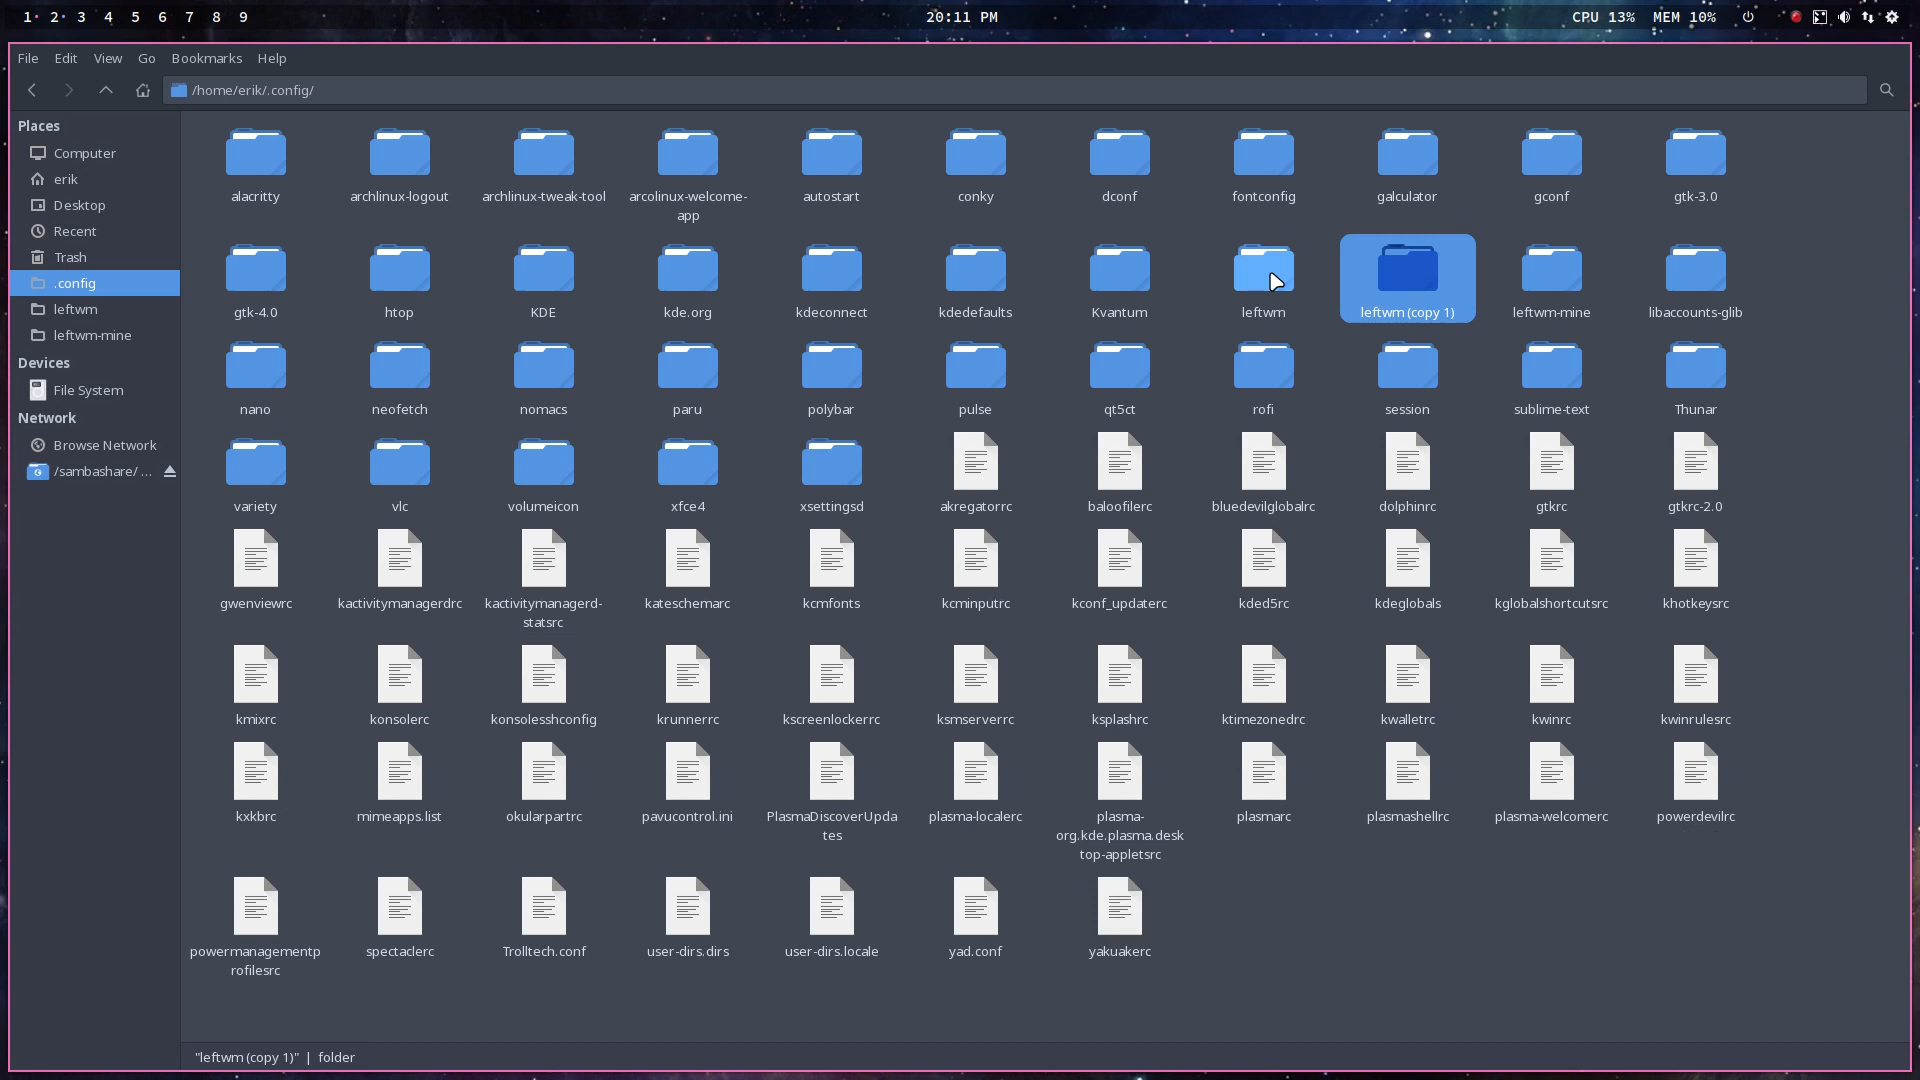 1 2 3 4 5 6 7 8 9
20:11 PM
CPU 13% MEM 10%
File Edit View Go Bookmarks Help
/home/erik/.config/
Places
Computer
erik
Desktop
Recent
Trash
.config
leftwm
leftwm-mine
Devices
File System
Network
Browse Network
/sambashare/ ...
alacritty
archlinux-logout
archlinux-tweak-tool
arcolinux-welcome-
app
autostart
conky
dconf
fontconfig
galculator
gconf
gtk-3.0
gtk-4.0
htop
KDE
kde.org
kdeconnect
kdedefaults
Kvantum
leftwm
leftwm (copy 1)
leftwm-mine
libaccounts-glib
nano
neofetch
nomacs
paru
polybar
pulse
qt5ct
rofi
session
sublime-text
Thunar
variety
vlc
volumeicon
xfce4
xsettingsd
akregatorrc
baloofilerc
bluedevilglobalrc
dolphinrc
gtkrc
gtkrc-2.0
gwenviewrc
kactivitymanagerdrc
kactivitymanagerd-
statsrc
kateschemarc
kcmfonts
kcminputrc
kconf_updaterc
kded5rc
kdeglobals
kglobalshortcutsrc
khotkeysrc
kmixrc
konsolerc
konsolesshconfig
krunnerrc
kscreenlockerrc
ksmserverrc
ksplashrc
ktimezonedrc
kwalletrc
kwinrc
kwinrulesrc
kxkbrc
mimeapps.list
okularpartrc
pavucontrol.ini
PlasmaDiscoverUpda
tes
plasma-localerc
plasma-
org.kde.plasma.desk
top-appletsrc
plasmarc
plasmashellrc
plasma-welcomerc
powerdevilrc
powermanagementp
rofilesrc
spectaclerc
Trolltech.conf
user-dirs.dirs
user-dirs.locale
yad.conf
yakuakerc
"leftwm (copy 1)" | folder